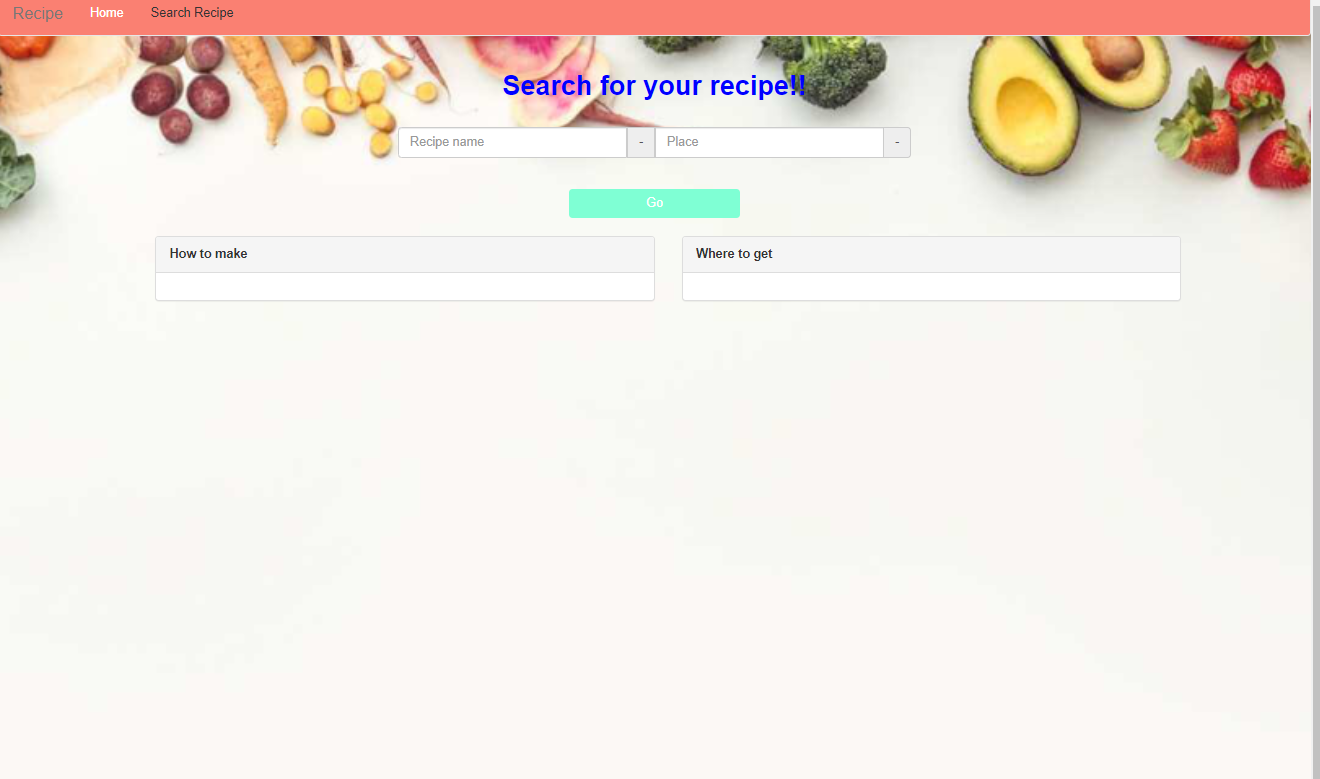 Recipe Home Search Recipe
Search for your recipe!!
Recipe name - Place -
Go
How to make Where to get